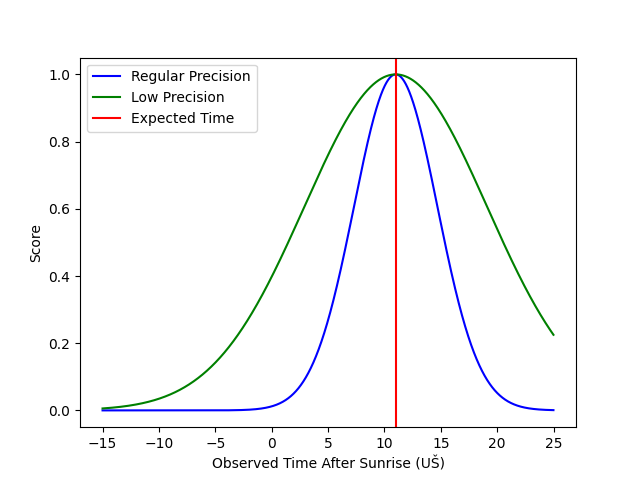 Regular Precision
Low Precision
Expected Time
1.0
0.8
0.6
0.4
0.2
0.0
Score
−15 −10 −5 0 5 10 15 20 25
Observed Time After Sunrise (UŠ)